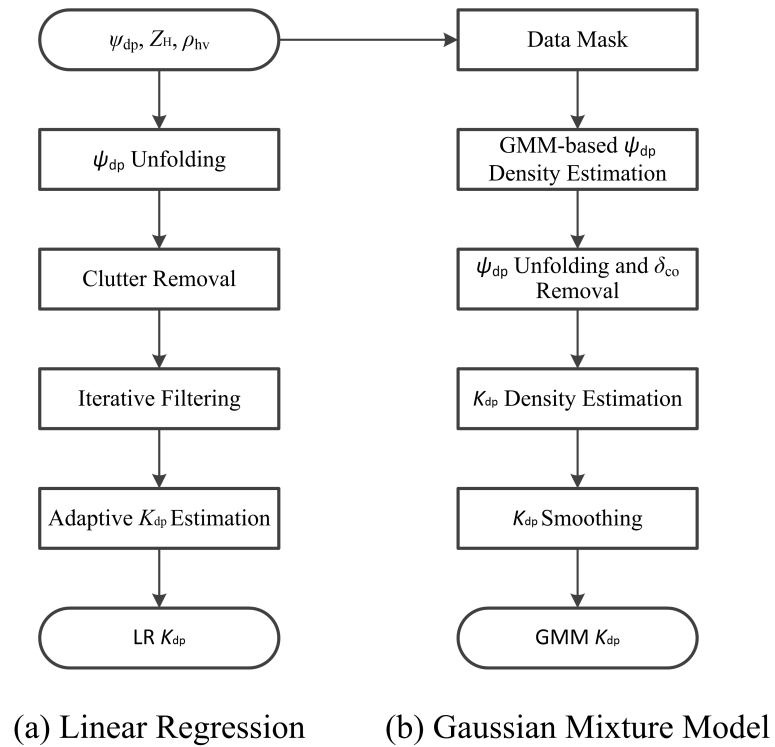 ψdp, ZH, ρhv
ψdp Unfolding
Clutter Removal
Iterative Filtering
Adaptive Kdp Estimation
LR Kdp
(a) Linear Regression
Data Mask
GMM-based ψdp
Density Estimation
ψdp Unfolding and δco
Removal
Kdp Density Estimation
Kdp Smoothing
GMM Kdp
(b) Gaussian Mixture Model